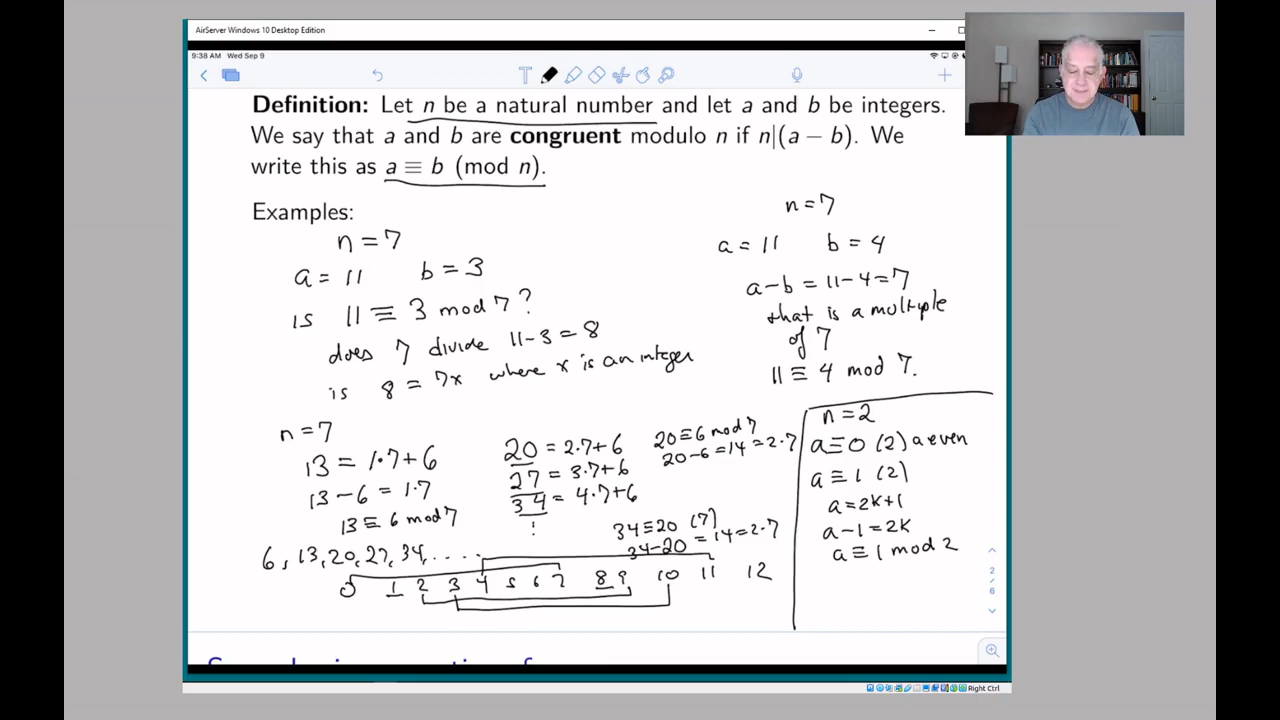 AirServer Windows 10 Desktop Edition
9:38 AM Wed Sep 9
Definition: Let n be a natural number and let a and b be integers.
We say that a and b are congruent modulo n if n|(a − b). We
write this as a ≡ b (mod n).
Examples:
n = 7
a = 11 b = 3
is 11 ≡ 3 mod 7?
does 7 divide 11-3 = 8
is 8 = 7x where x is an integer
n = 7
a = 11 b = 4
a-b = 11-4 = 7
that is a multiple
of 7
11 ≡ 4 mod 7.
n = 7
13 = 1·7+6
13-6 = 1·7
13 ≡ 6 mod 7
20 = 2·7+6
27 = 3·7+6
34 = 4·7+6
20 ≡ 6 mod 7
20-6 = 14 = 2·7
34 ≡ 20 (7)
34-20 = 14 = 2·7
6, 13, 20, 27, 34, ....
0 1 2 3 4 5 6 7 8 9 10 11 12
n = 2
a ≡ 0 (2) a even
a ≡ 1 (2)
a = 2k+1
a-1 = 2k
a ≡ 1 mod 2
2
/
6
Right Ctrl